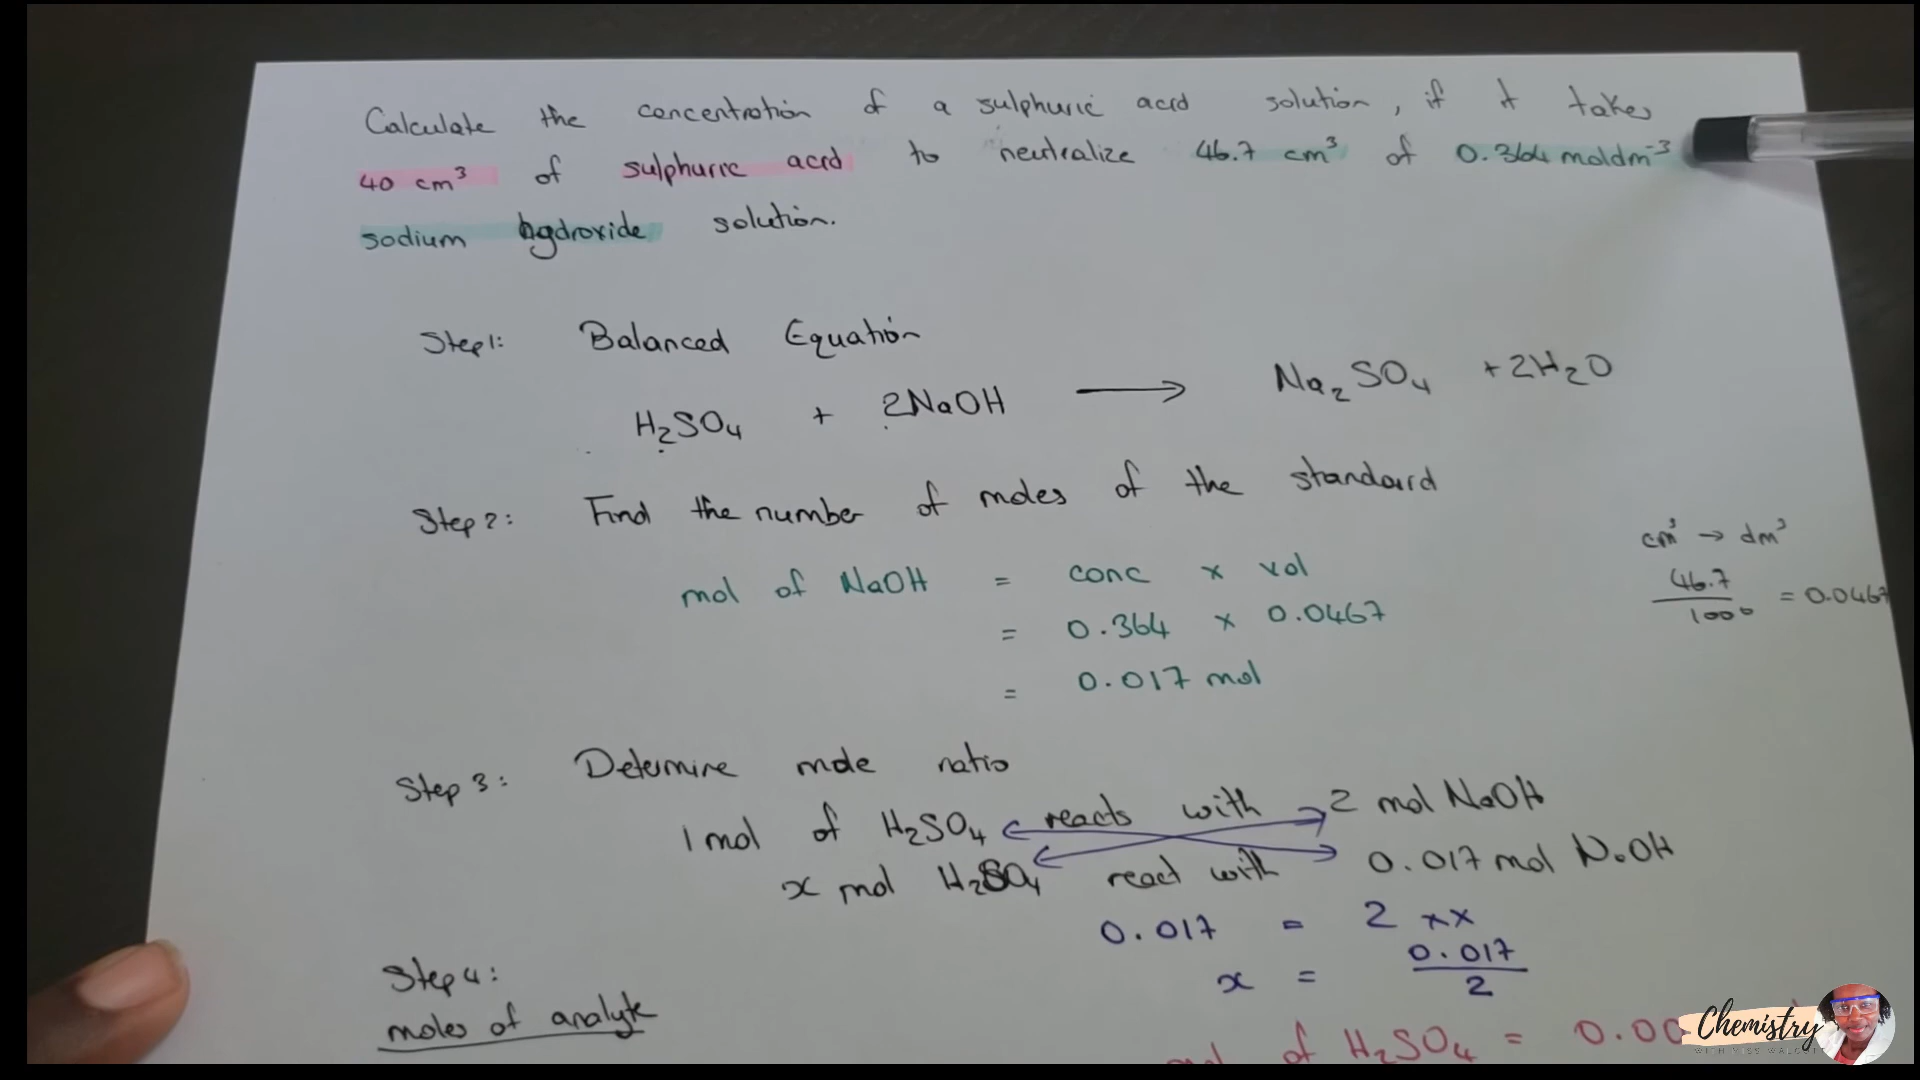 Calculate the concentration of a sulphuric acid solution, if it takes
40 cm³ of sulphuric acid to neutralize 46.7 cm³ of 0.364 moldm⁻³
sodium hydroxide solution.
Step 1: Balanced Equation
H₂SO₄ + 2NaOH ⟶ Na₂SO₄ + 2H₂O
Step 2: Find the number of moles of the standard
cm³ → dm³
mol of NaOH = conc x vol
46.7/1000 = 0.0467
= 0.364 x 0.0467
= 0.017 mol
Step 3: Determine mole ratio
1 mol of H₂SO₄ reacts with 2 mol NaOH
x mol H₂SO₄ react with 0.017 mol NaOH
0.017 = 2 x x
x = 0.017/2
Step 4:
moles of analyte
of H₂SO₄ = 0.00
Chemistry
WITH MISS WALCOTT